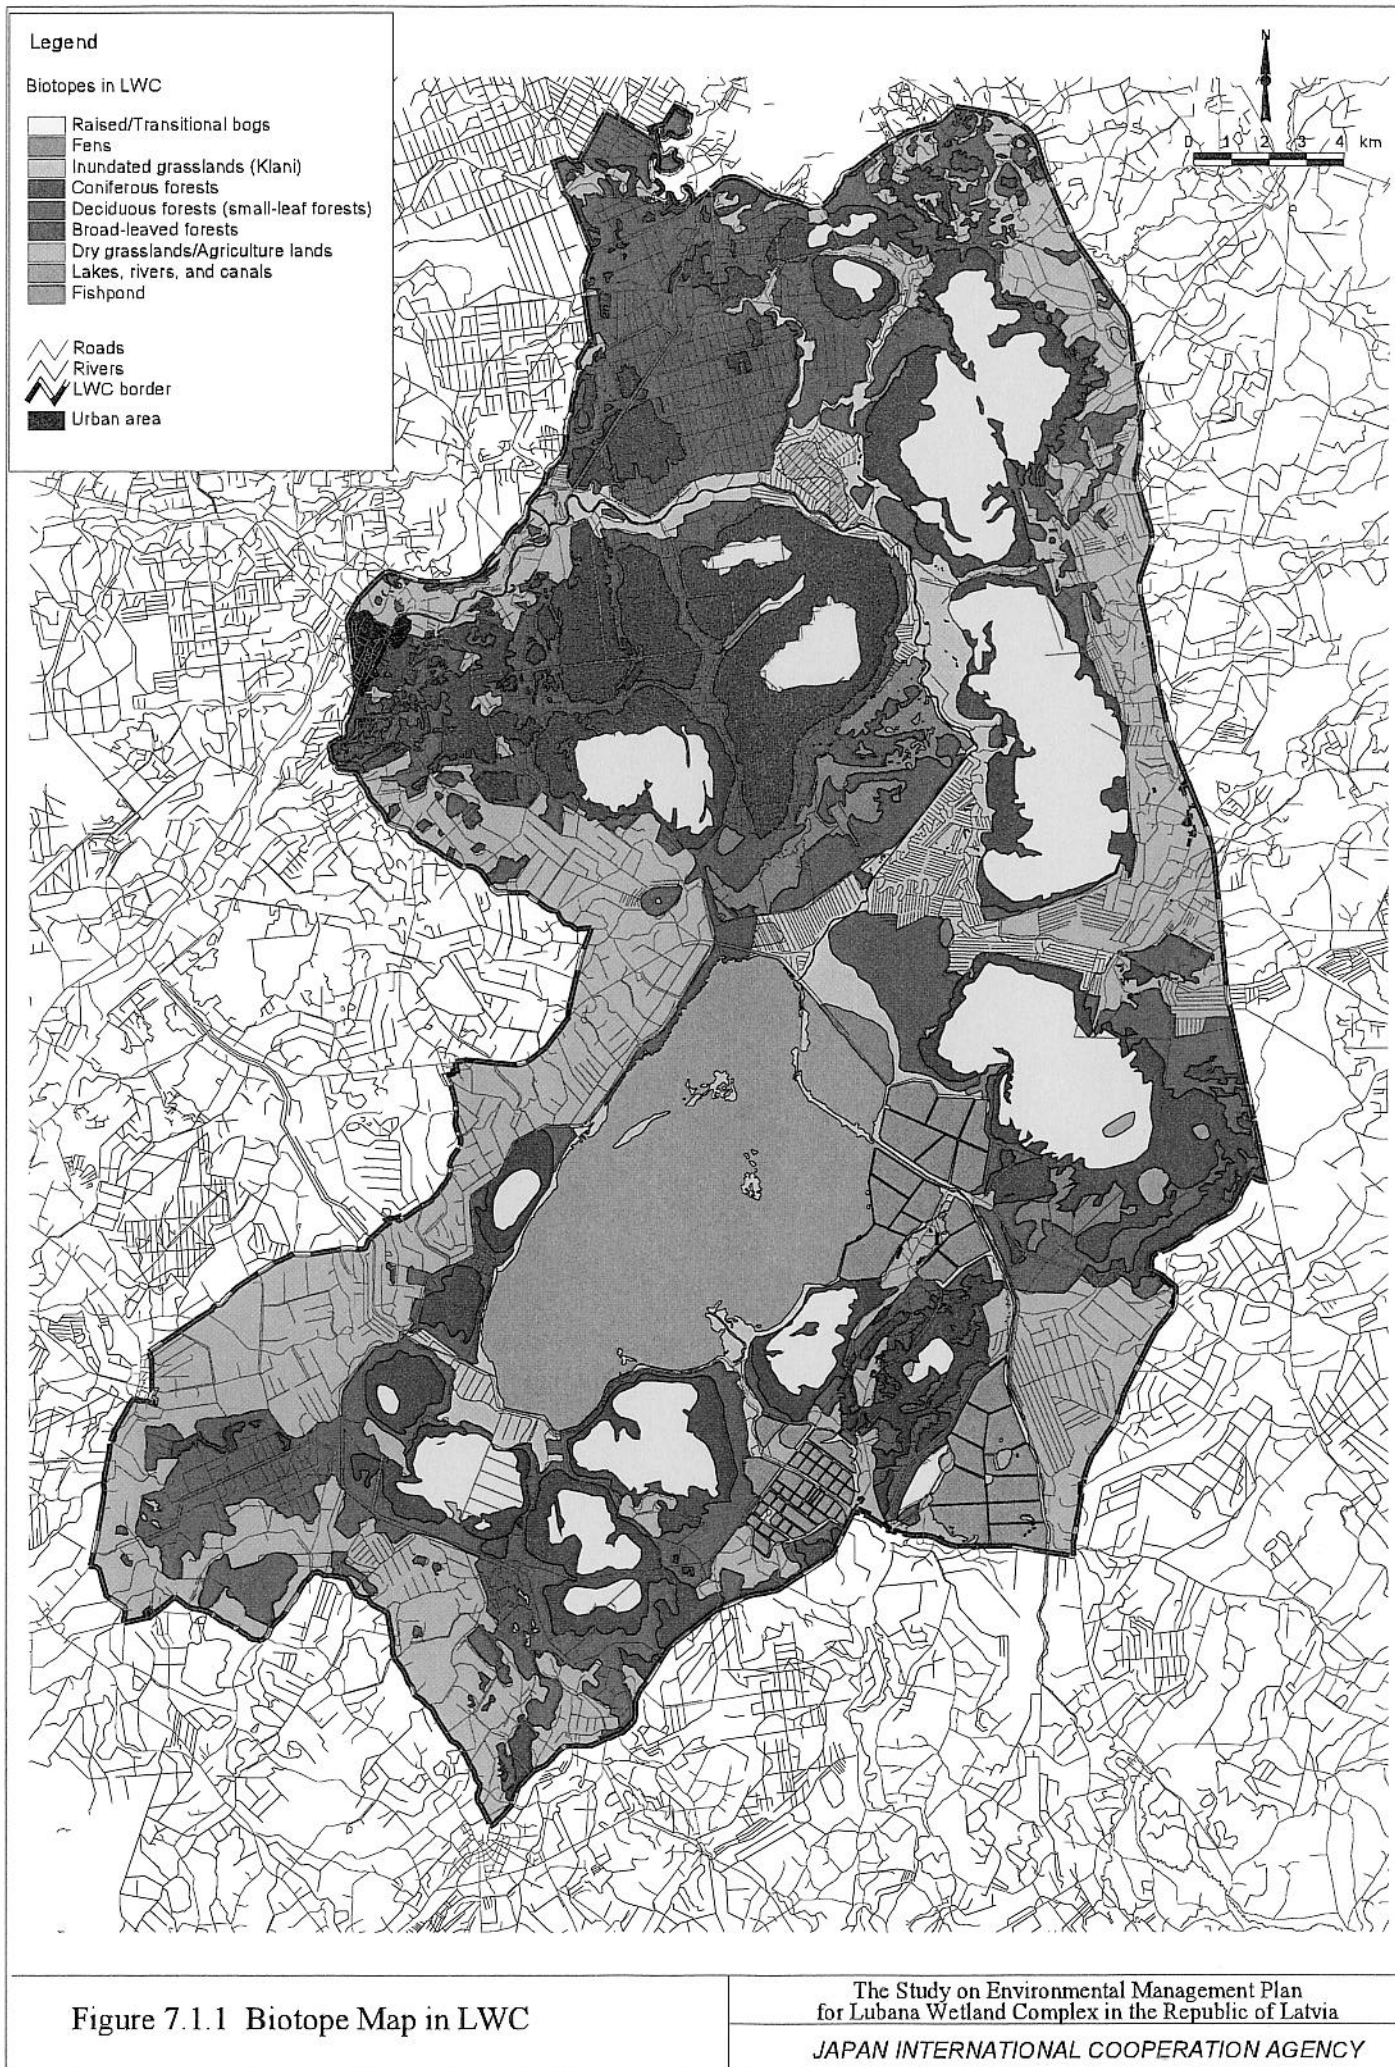 Legend
Biotopes in LWC
Raised/Transitional bogs
Fens
Inundated grasslands (Klani)
Coniferous forests
Deciduous forests (small-leaf forests)
Broad-leaved forests
Dry grasslands/Agriculture lands
Lakes, rivers, and canals
Fishpond
Roads
Rivers
LWC border
Urban area
N
0 1 2 3 4 km
Figure 7.1.1 Biotope Map in LWC
The Study on Environmental Management Plan
for Lubana Wetland Complex in the Republic of Latvia
JAPAN INTERNATIONAL COOPERATION AGENCY